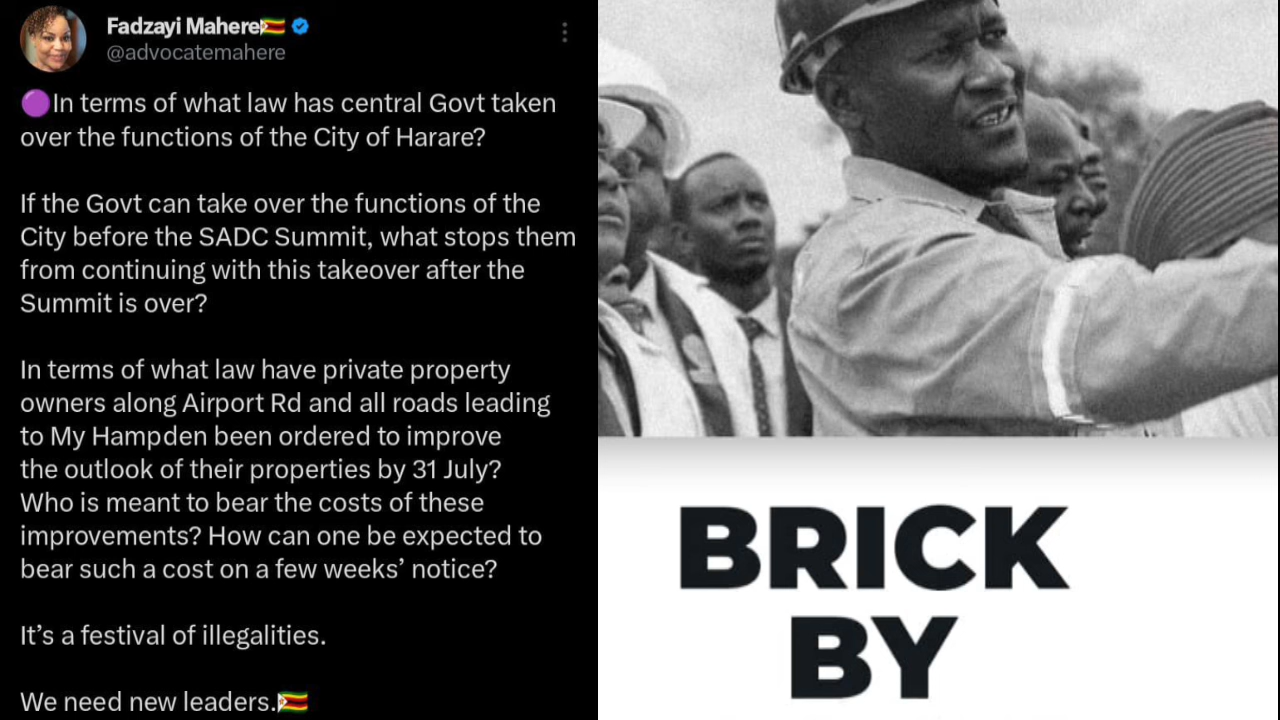 Fadzayi Mahere🇿🇼
@advocatemahere
🟣In terms of what law has central Govt taken
over the functions of the City of Harare?
If the Govt can take over the functions of the
City before the SADC Summit, what stops them
from continuing with this takeover after the
Summit is over?
In terms of what law have private property
owners along Airport Rd and all roads leading
to My Hampden been ordered to improve
the outlook of their properties by 31 July?
Who is meant to bear the costs of these
improvements? How can one be expected to
bear such a cost on a few weeks’ notice?
It’s a festival of illegalities.
We need new leaders.🇿🇼
BRICK
BY